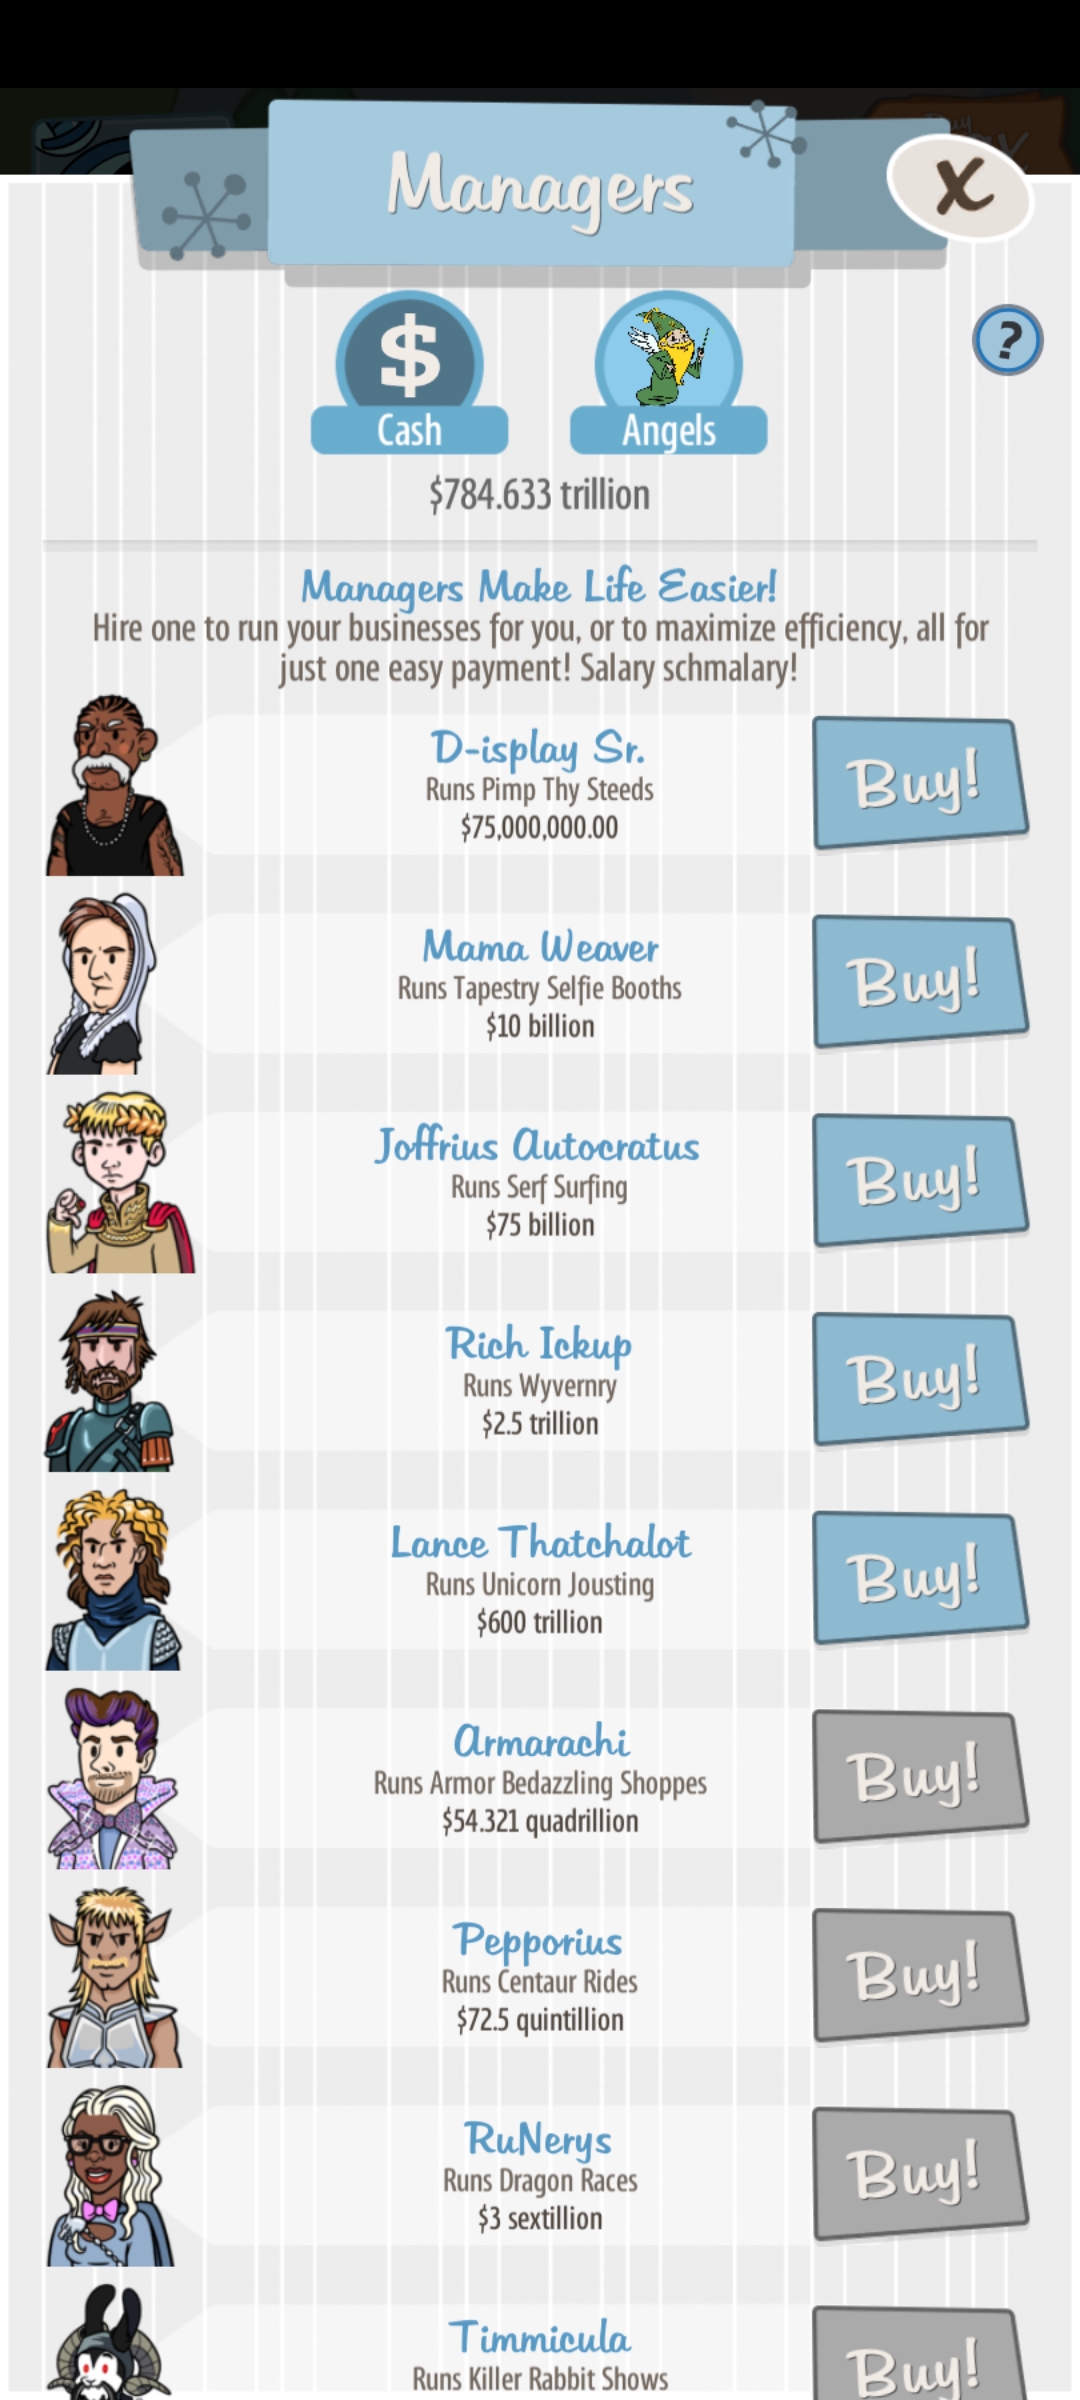 Buy
Managers
X
$
?
Cash
Angels
$784.633 trillion
Managers Make Life Easier!
Hire one to run your businesses for you, or to maximize efficiency, all for
just one easy payment! Salary schmalary!
D-isplay Sr.
Runs Pimp Thy Steeds
$75,000,000.00
Buy!
Mama Weaver
Runs Tapestry Selfie Booths
$10 billion
Buy!
Joffrius Autocratus
Runs Serf Surfing
$75 billion
Buy!
Rich Ickup
Runs Wyvernry
$2.5 trillion
Buy!
Lance Thatchalot
Runs Unicorn Jousting
$600 trillion
Buy!
Armarachi
Runs Armor Bedazzling Shoppes
$54.321 quadrillion
Buy!
Pepporius
Runs Centaur Rides
$72.5 quintillion
Buy!
RuNerys
Runs Dragon Races
$3 sextillion
Buy!
Timmicula
Runs Killer Rabbit Shows
Buy!